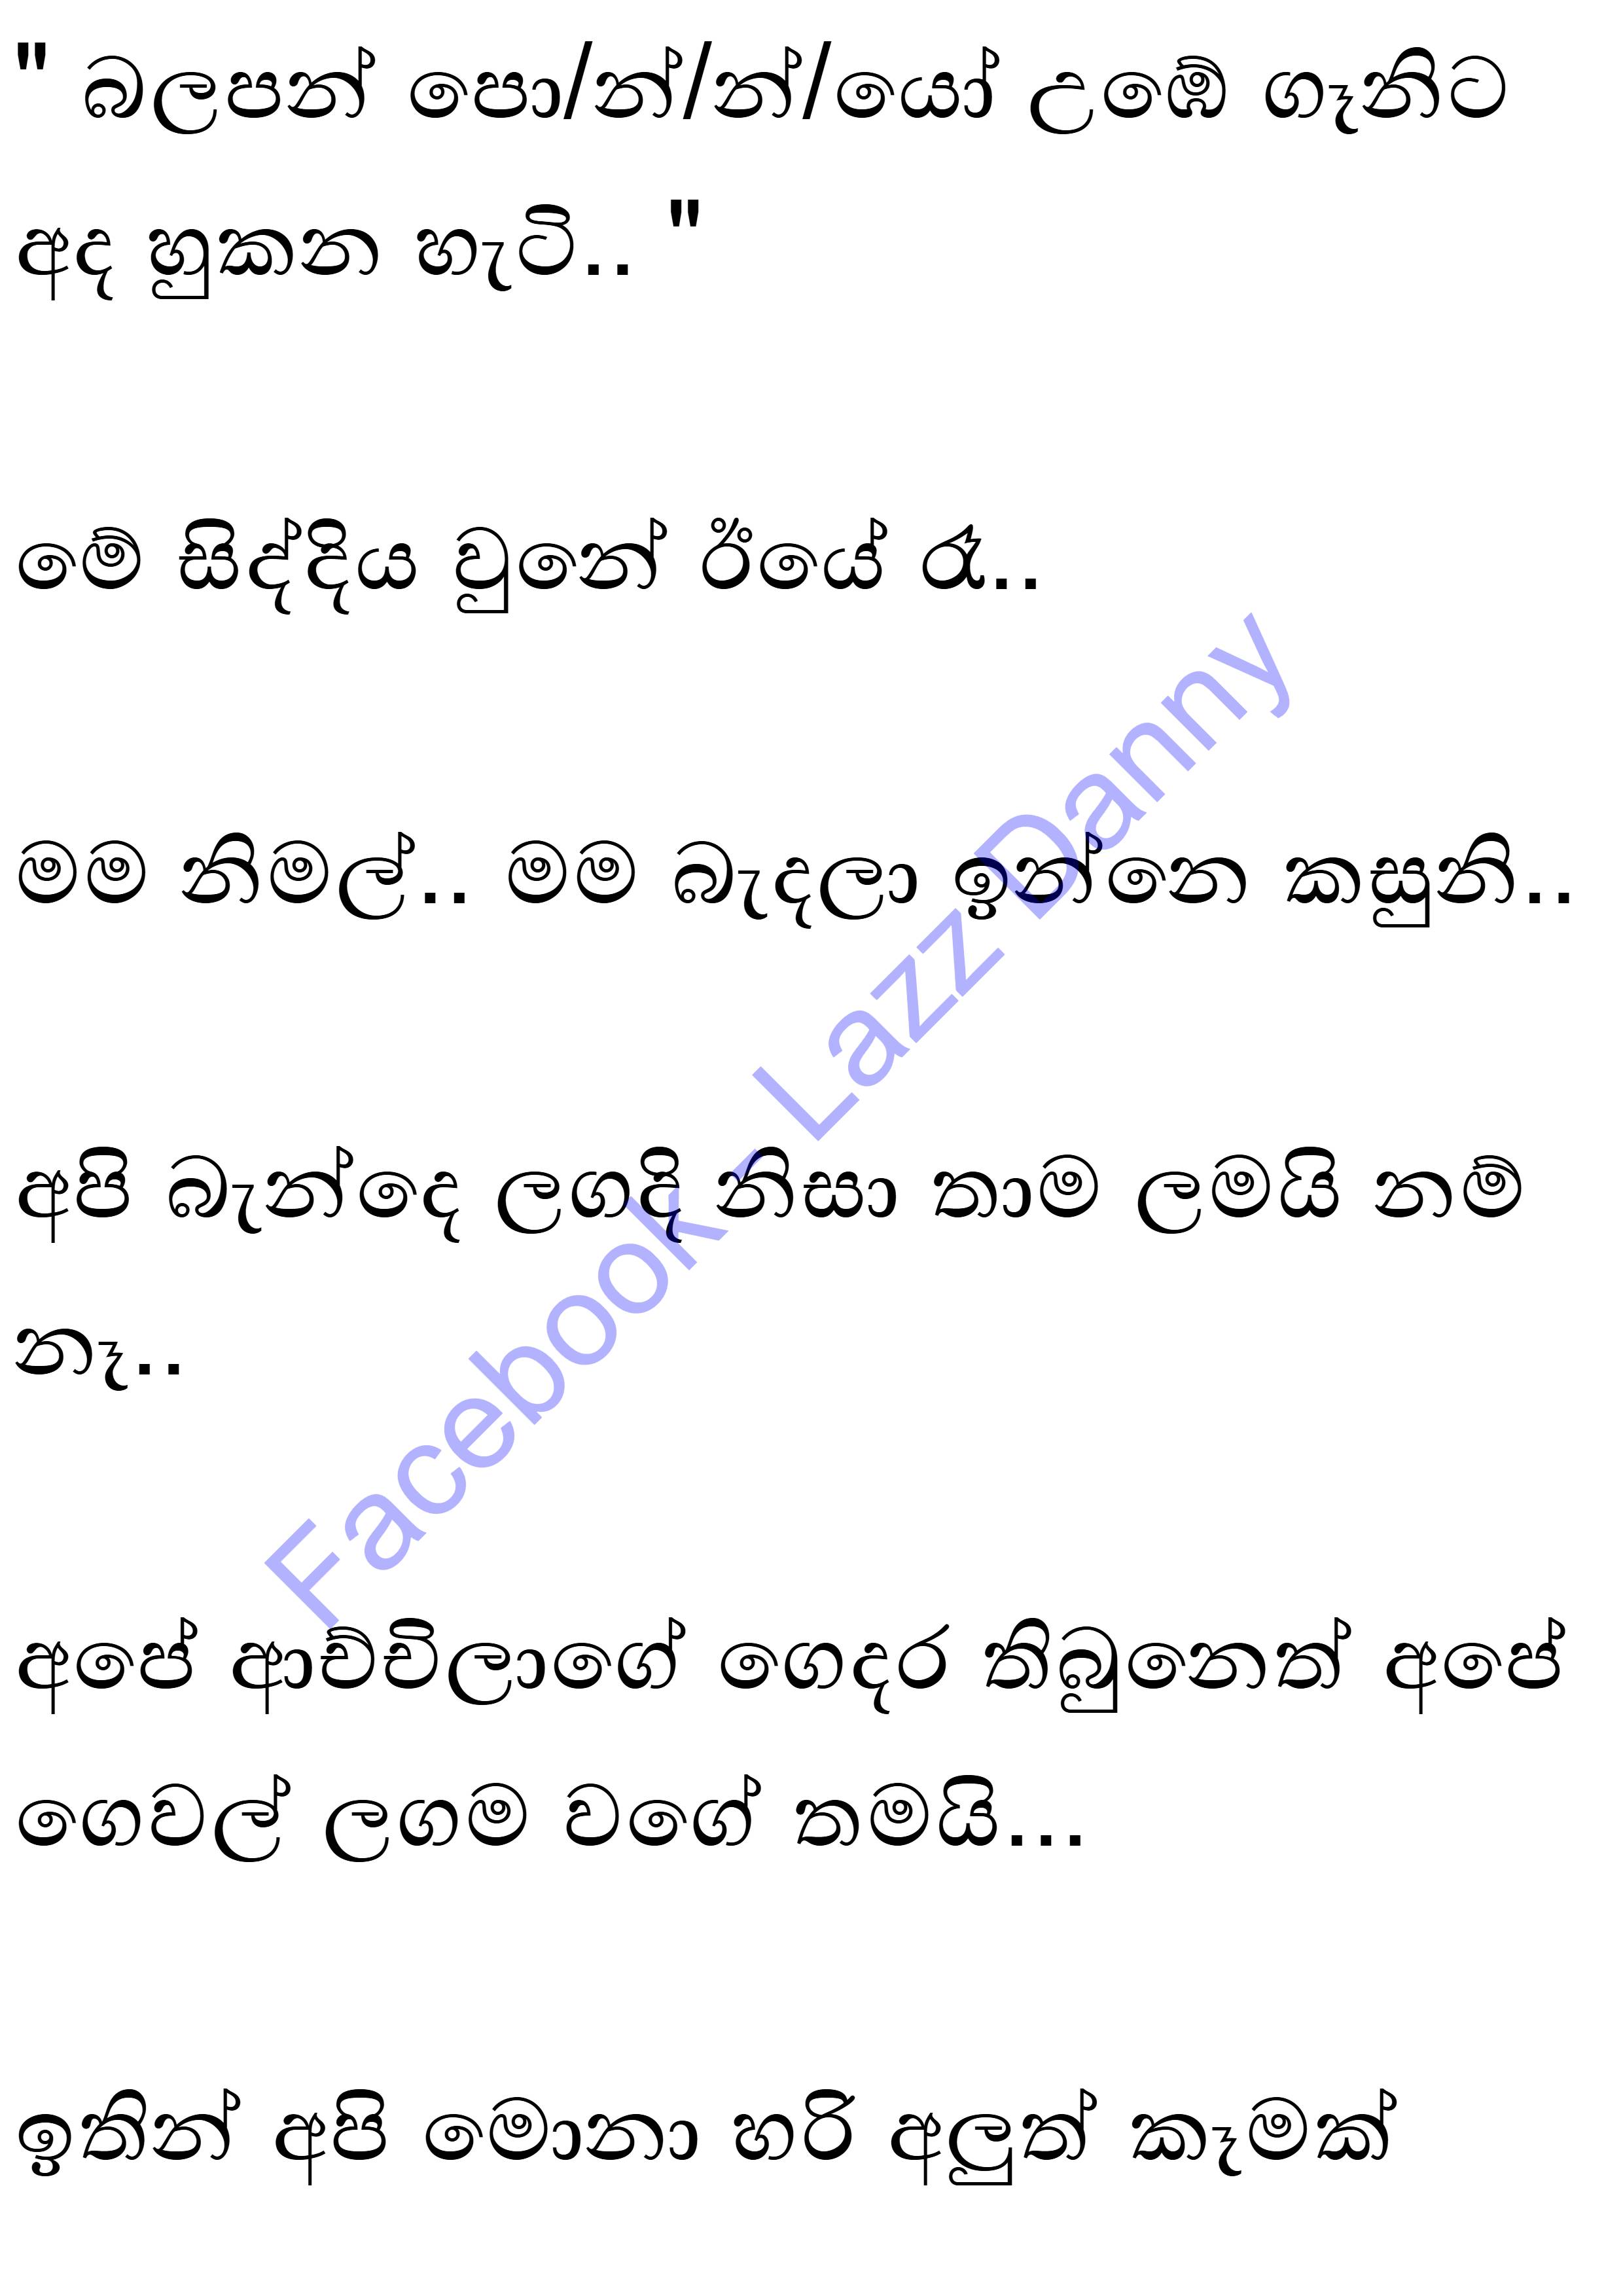 " බලපන් පො/න්/න්/යෝ උඹේ ගෑනිට
අද හුකන හැටි.. "
මේ සිද්දිය වුනේ ඊයේ රෑ..
මම නිමල්.. මම බැදලා ඉන්නෙ කසුනි..
අපි බැන්දෙ ලගදි නිසා තාම ලමයි නම්
නෑ..
අපේ ආච්චිලාගේ ගෙදර තිබුනෙත් අපේ
ගෙවල් ලගම වගේ තමයි...
ඉතින් අපි මොනා හරි අලුත් කෑමක්
Facebook - Lazz Danny